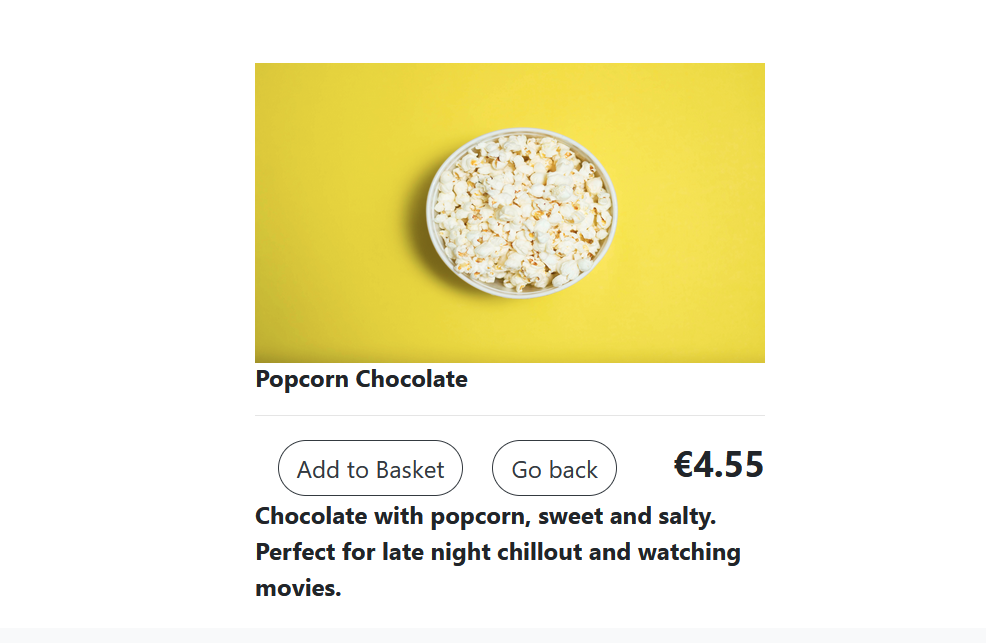 Popcorn Chocolate
Add to Basket Go back €4.55
Chocolate with popcorn, sweet and salty.
Perfect for late night chillout and watching
movies.